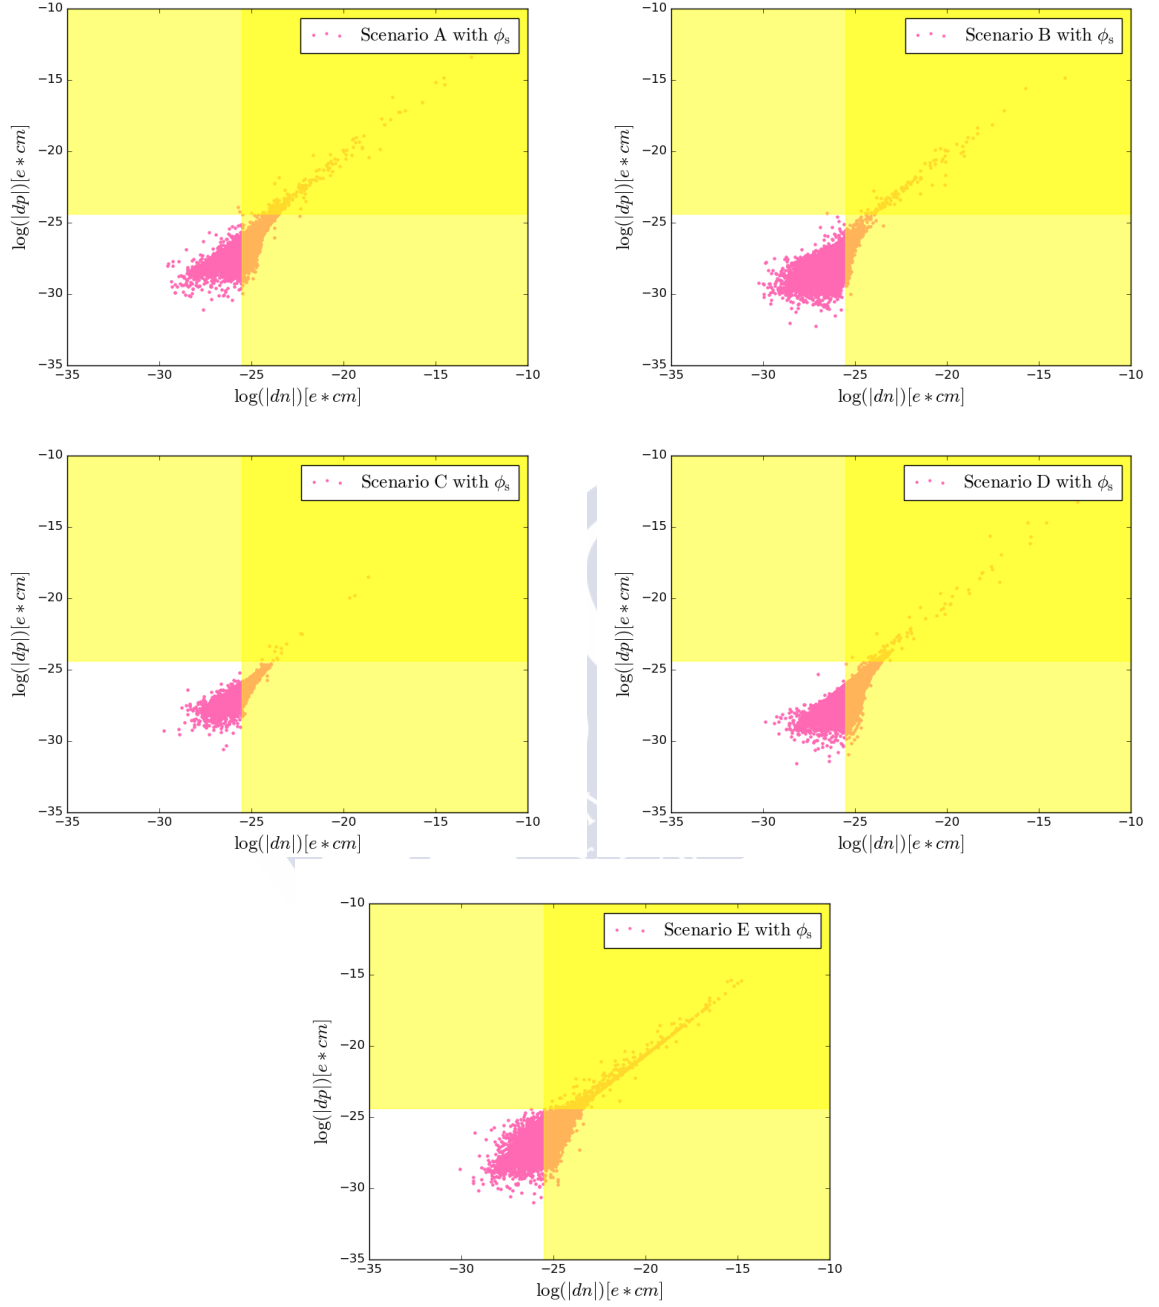 −10
Scenario A with ϕs
−15
−20
−25
−30
−35
log(|dp|)[e ∗ cm]
−35 −30 −25 −20 −15 −10
log(|dn|)[e ∗ cm]
−10
Scenario B with ϕs
−15
−20
−25
−30
−35
log(|dp|)[e ∗ cm]
−35 −30 −25 −20 −15 −10
log(|dn|)[e ∗ cm]
−10
Scenario C with ϕs
−15
−20
−25
−30
−35
log(|dp|)[e ∗ cm]
−35 −30 −25 −20 −15 −10
log(|dn|)[e ∗ cm]
−10
Scenario D with ϕs
−15
−20
−25
−30
−35
log(|dp|)[e ∗ cm]
−35 −30 −25 −20 −15 −10
log(|dn|)[e ∗ cm]
−10
Scenario E with ϕs
−15
−20
−25
−30
−35
log(|dp|)[e ∗ cm]
−35 −30 −25 −20 −15 −10
log(|dn|)[e ∗ cm]